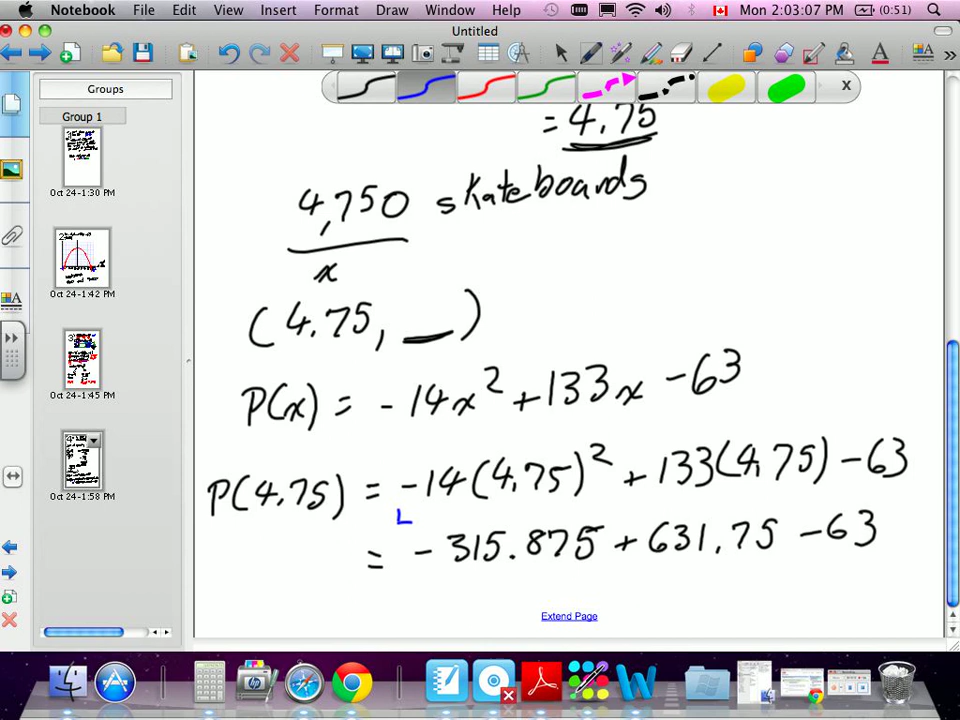 Notebook File Edit View Insert Format Draw Window Help Mon 2:03:07 PM (0:51)
Untitled
Groups
Group 1
Oct 24-1:30 PM
Oct 24-1:42 PM
Oct 24-1:45 PM
Oct 24-1:58 PM
= 4.75
4,750 skateboards
x
(4.75, __)
P(x) = -14x² +133x -63
P(4.75) = -14(4.75)² +133(4.75) -63
= -315.875 + 631.75 -63
Extend Page